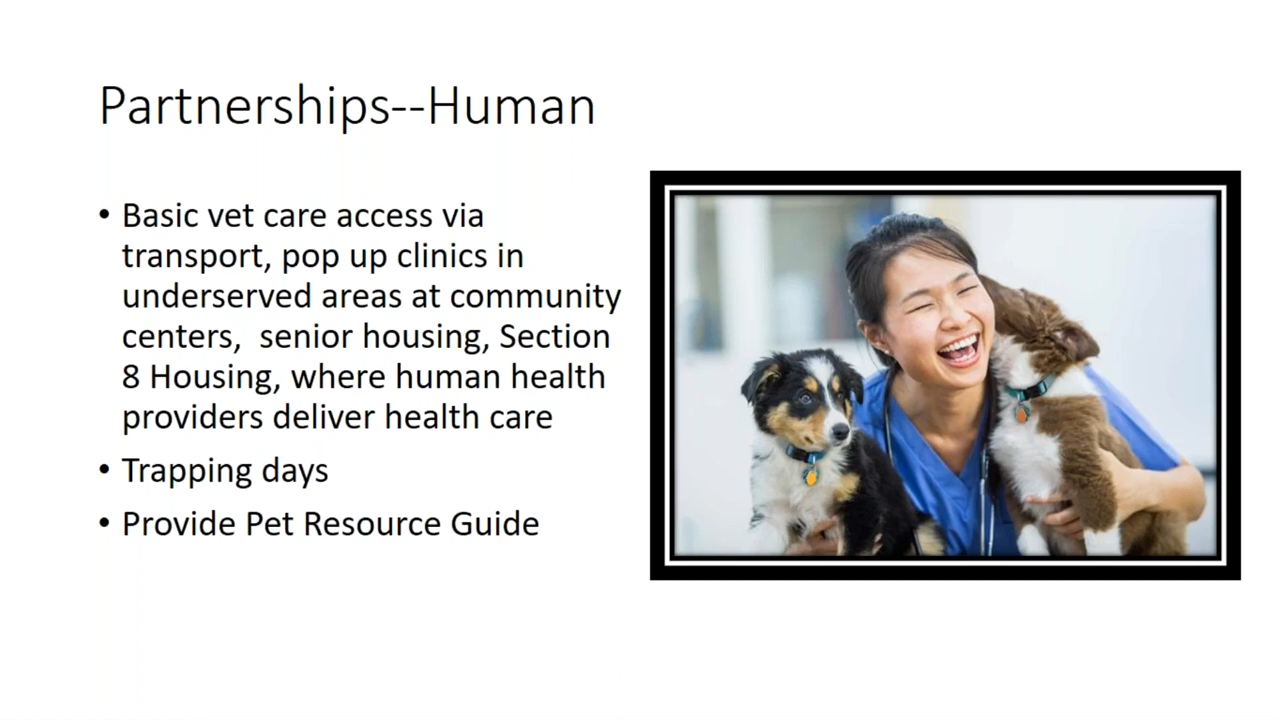 Partnerships--Human
• Basic vet care access via
transport, pop up clinics in
underserved areas at community
centers,  senior housing, Section
8 Housing, where human health
providers deliver health care
• Trapping days
• Provide Pet Resource Guide